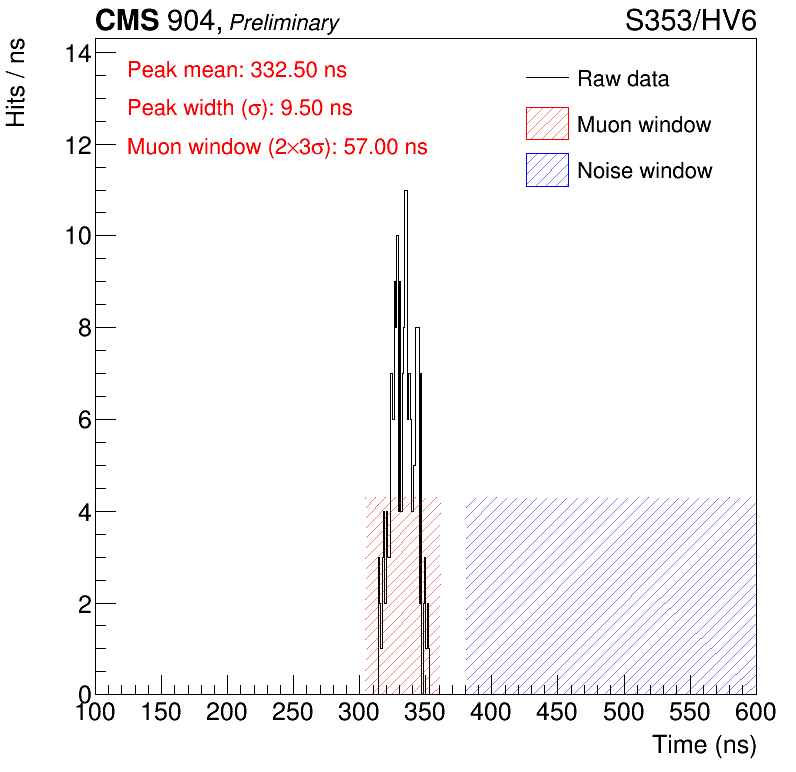 CMS 904, Preliminary S353/HV6
Hits / ns
Peak mean: 332.50 ns
Peak width (σ): 9.50 ns
Muon window (2×3σ): 57.00 ns
Raw data
Muon window
Noise window
14
12
10
8
6
4
2
0
100 150 200 250 300 350 400 450 500 550 600
Time (ns)